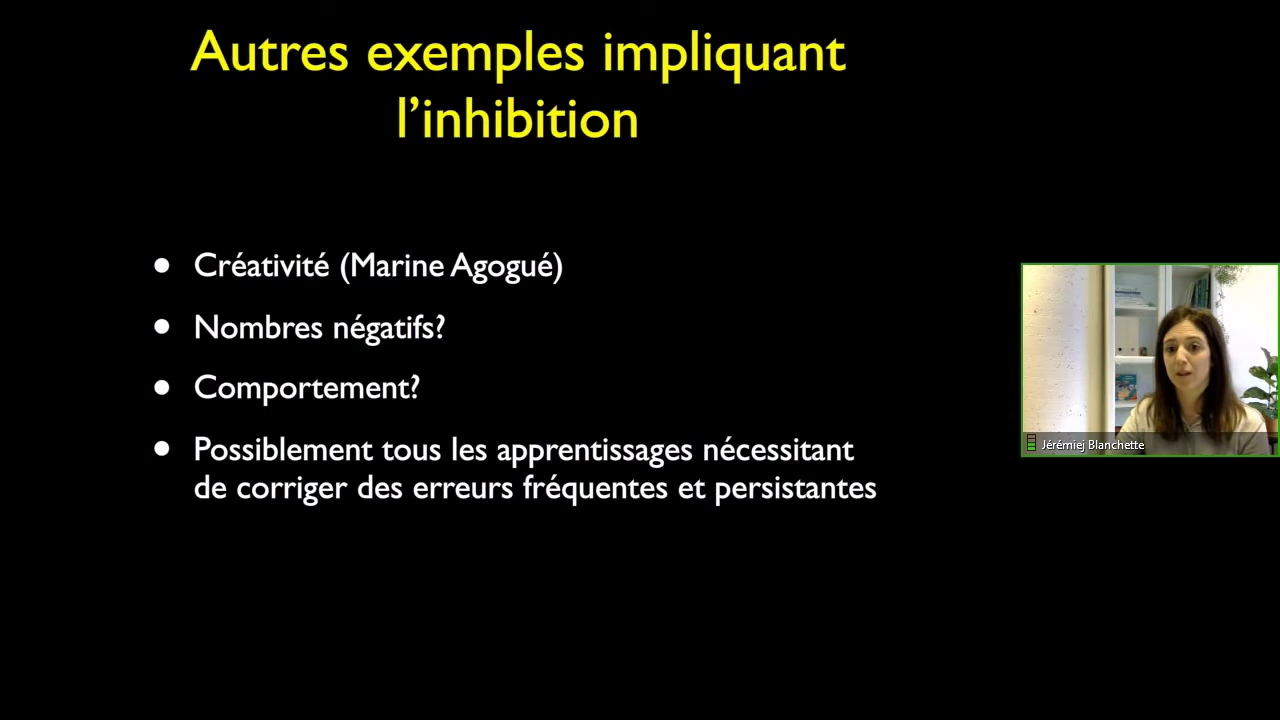 Autres exemples impliquant
l’inhibition
• Créativité (Marine Agogué)
• Nombres négatifs?
• Comportement?
• Possiblement tous les apprentissages nécessitant
de corriger des erreurs fréquentes et persistantes
Jérémiej Blanchette